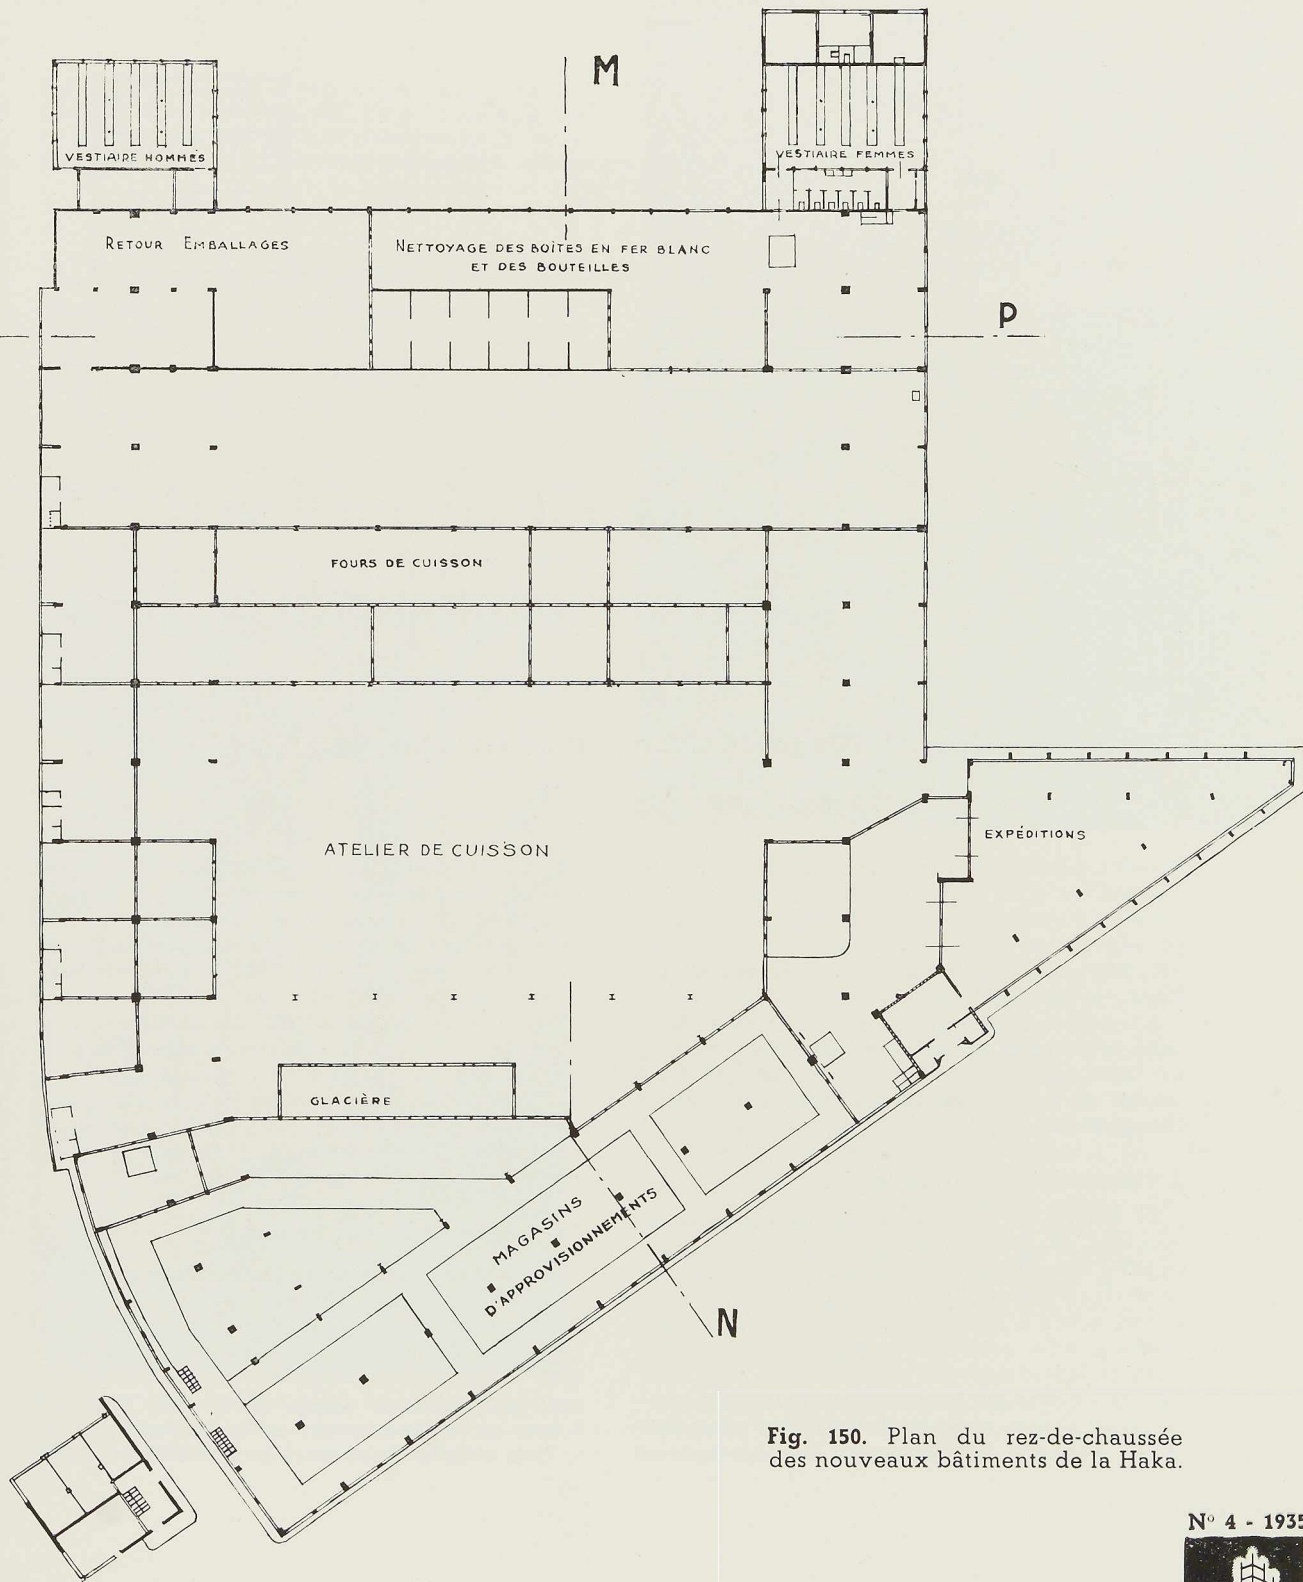 M
VESTIAIRE HOMMES
VESTIAIRE FEMMES
RETOUR EMBALLAGES
NETTOYAGE DES BOÎTES EN FER BLANC
ET DES BOUTEILLES
P
FOURS DE CUISSON
EXPÉDITIONS
ATELIER DE CUISSON
GLACIÈRE
MAGASINS
D'APPROVISIONNEMENTS
N
Fig. 150. Plan du rez-de-chaussée
des nouveaux bâtiments de la Haka.
Nº 4 - 1935